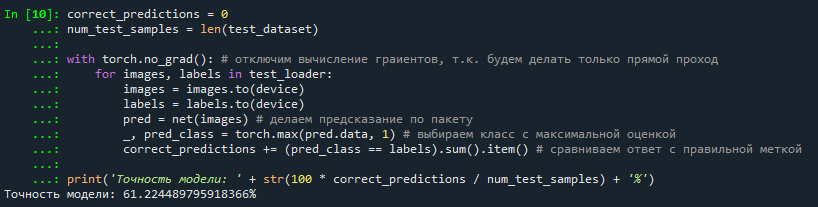 In [10]: correct_predictions = 0
    ...: num_test_samples = len(test_dataset)
    ...:
    ...: with torch.no_grad(): # отключим вычисление граиентов, т.к. будем делать только прямой проход
    ...:     for images, labels in test_loader:
    ...:         images = images.to(device)
    ...:         labels = labels.to(device)
    ...:         pred = net(images) # делаем предсказание по пакету
    ...:         _, pred_class = torch.max(pred.data, 1) # выбираем класс с максимальной оценкой
    ...:         correct_predictions += (pred_class == labels).sum().item() # сравниваем ответ с правильной меткой
    ...:
    ...: print('Точность модели: ' + str(100 * correct_predictions / num_test_samples) + '%')
Точность модели: 61.224489795918366%